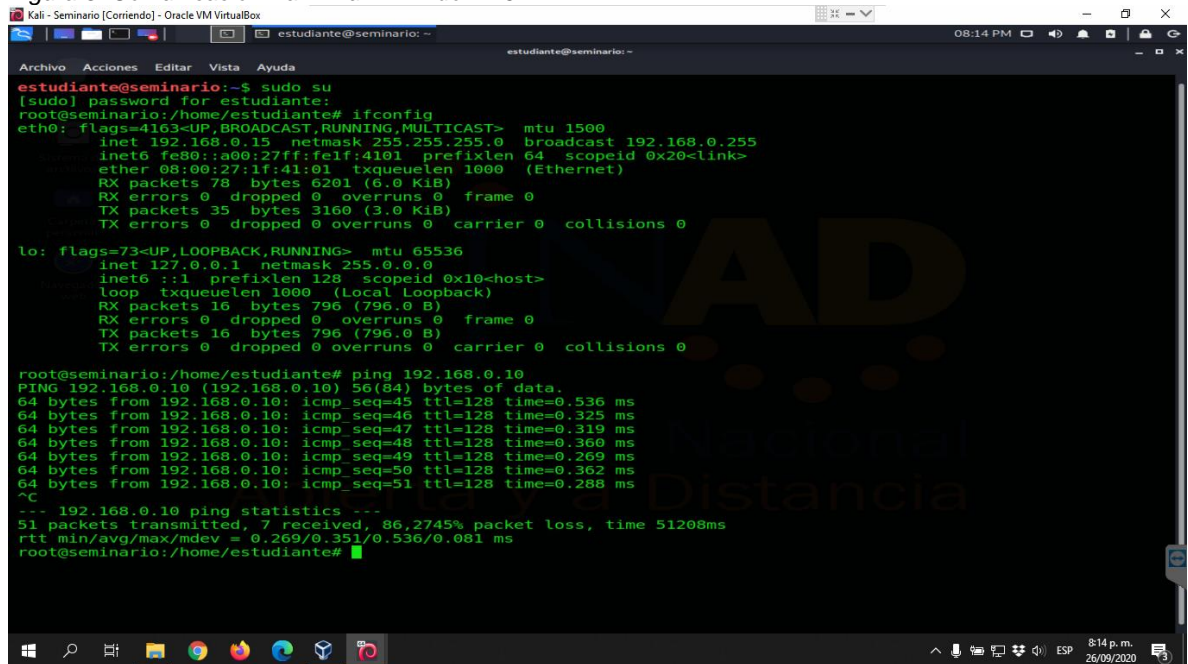 Kali - Seminario [Corriendo] - Oracle VM VirtualBox
estudiante@seminario: ~
08:14 PM
estudiante@seminario: ~
Archivo Acciones Editar Vista Ayuda
estudiante@seminario:~$ sudo su
[sudo] password for estudiante:
root@seminario:/home/estudiante# ifconfig
eth0: flags=4163<UP,BROADCAST,RUNNING,MULTICAST> mtu 1500
inet 192.168.0.15 netmask 255.255.255.0 broadcast 192.168.0.255
inet6 fe80::a00:27ff:fe1f:4101 prefixlen 64 scopeid 0x20<link>
ether 08:00:27:1f:41:01 txqueuelen 1000 (Ethernet)
RX packets 78 bytes 6201 (6.0 KiB)
RX errors 0 dropped 0 overruns 0 frame 0
TX packets 35 bytes 3160 (3.0 KiB)
TX errors 0 dropped 0 overruns 0 carrier 0 collisions 0
lo: flags=73<UP,LOOPBACK,RUNNING> mtu 65536
inet 127.0.0.1 netmask 255.0.0.0
inet6 ::1 prefixlen 128 scopeid 0x10<host>
loop txqueuelen 1000 (Local Loopback)
RX packets 16 bytes 796 (796.0 B)
RX errors 0 dropped 0 overruns 0 frame 0
TX packets 16 bytes 796 (796.0 B)
TX errors 0 dropped 0 overruns 0 carrier 0 collisions 0
root@seminario:/home/estudiante# ping 192.168.0.10
PING 192.168.0.10 (192.168.0.10) 56(84) bytes of data.
64 bytes from 192.168.0.10: icmp_seq=45 ttl=128 time=0.536 ms
64 bytes from 192.168.0.10: icmp_seq=46 ttl=128 time=0.325 ms
64 bytes from 192.168.0.10: icmp_seq=47 ttl=128 time=0.319 ms
64 bytes from 192.168.0.10: icmp_seq=48 ttl=128 time=0.360 ms
64 bytes from 192.168.0.10: icmp_seq=49 ttl=128 time=0.269 ms
64 bytes from 192.168.0.10: icmp_seq=50 ttl=128 time=0.362 ms
64 bytes from 192.168.0.10: icmp_seq=51 ttl=128 time=0.288 ms
^C
--- 192.168.0.10 ping statistics ---
51 packets transmitted, 7 received, 86,2745% packet loss, time 51208ms
rtt min/avg/max/mdev = 0.269/0.351/0.536/0.081 ms
root@seminario:/home/estudiante#
Nacional
Abierta y a Distancia
ESP
8:14 p. m.
26/09/2020
3